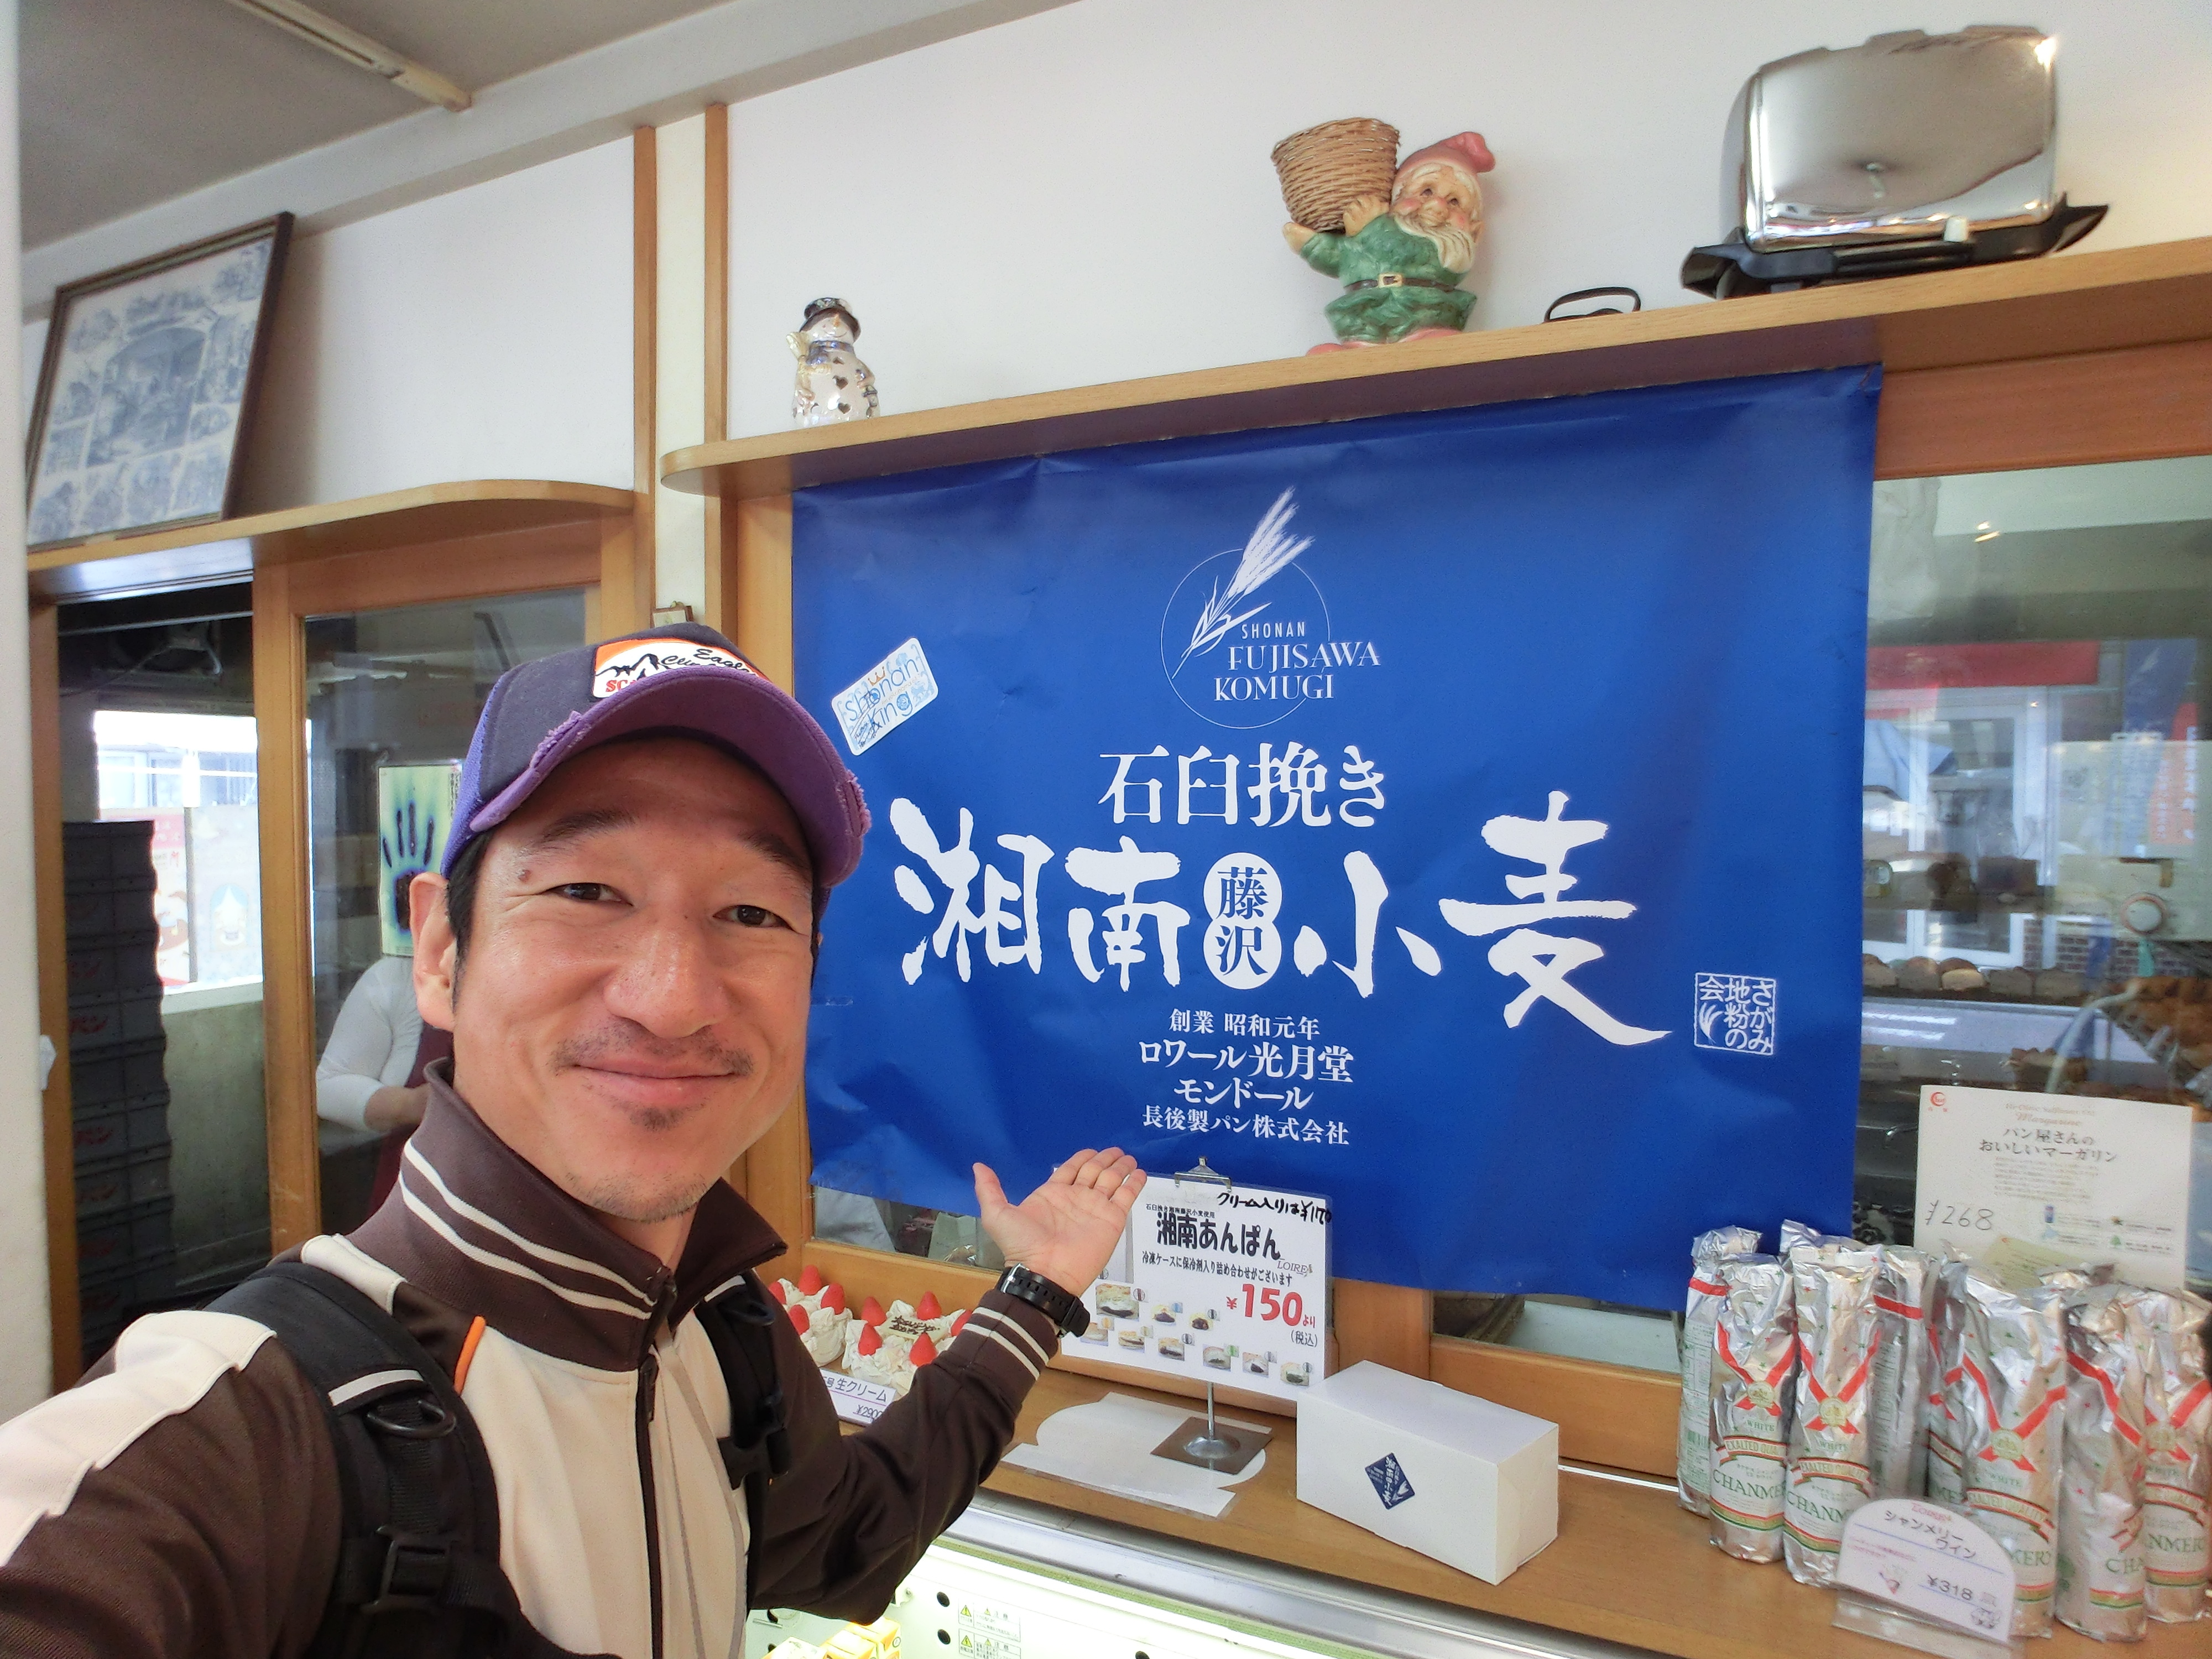 Eagle
SHONAN
FUJISAWA
KOMUGI
Shonan
King
石臼挽き
湘南藤沢小麦
さがみ
地粉の
会
創業 昭和元年
ロワール光月堂
モンドール
長後製パン株式会社
クリーム入りは¥170
石臼挽き湘南藤沢小麦使用
湘南あんぱん
LOIRE
冷凍ケースに保冷剤入り詰め合わせがございます
¥150より
(税込)
生クリーム
Margarine
パン屋さんの
おいしいマーガリン
¥268
WHITE
EXALTED QUALITY
CHANMERY
シャンメリー
ワイン
¥318